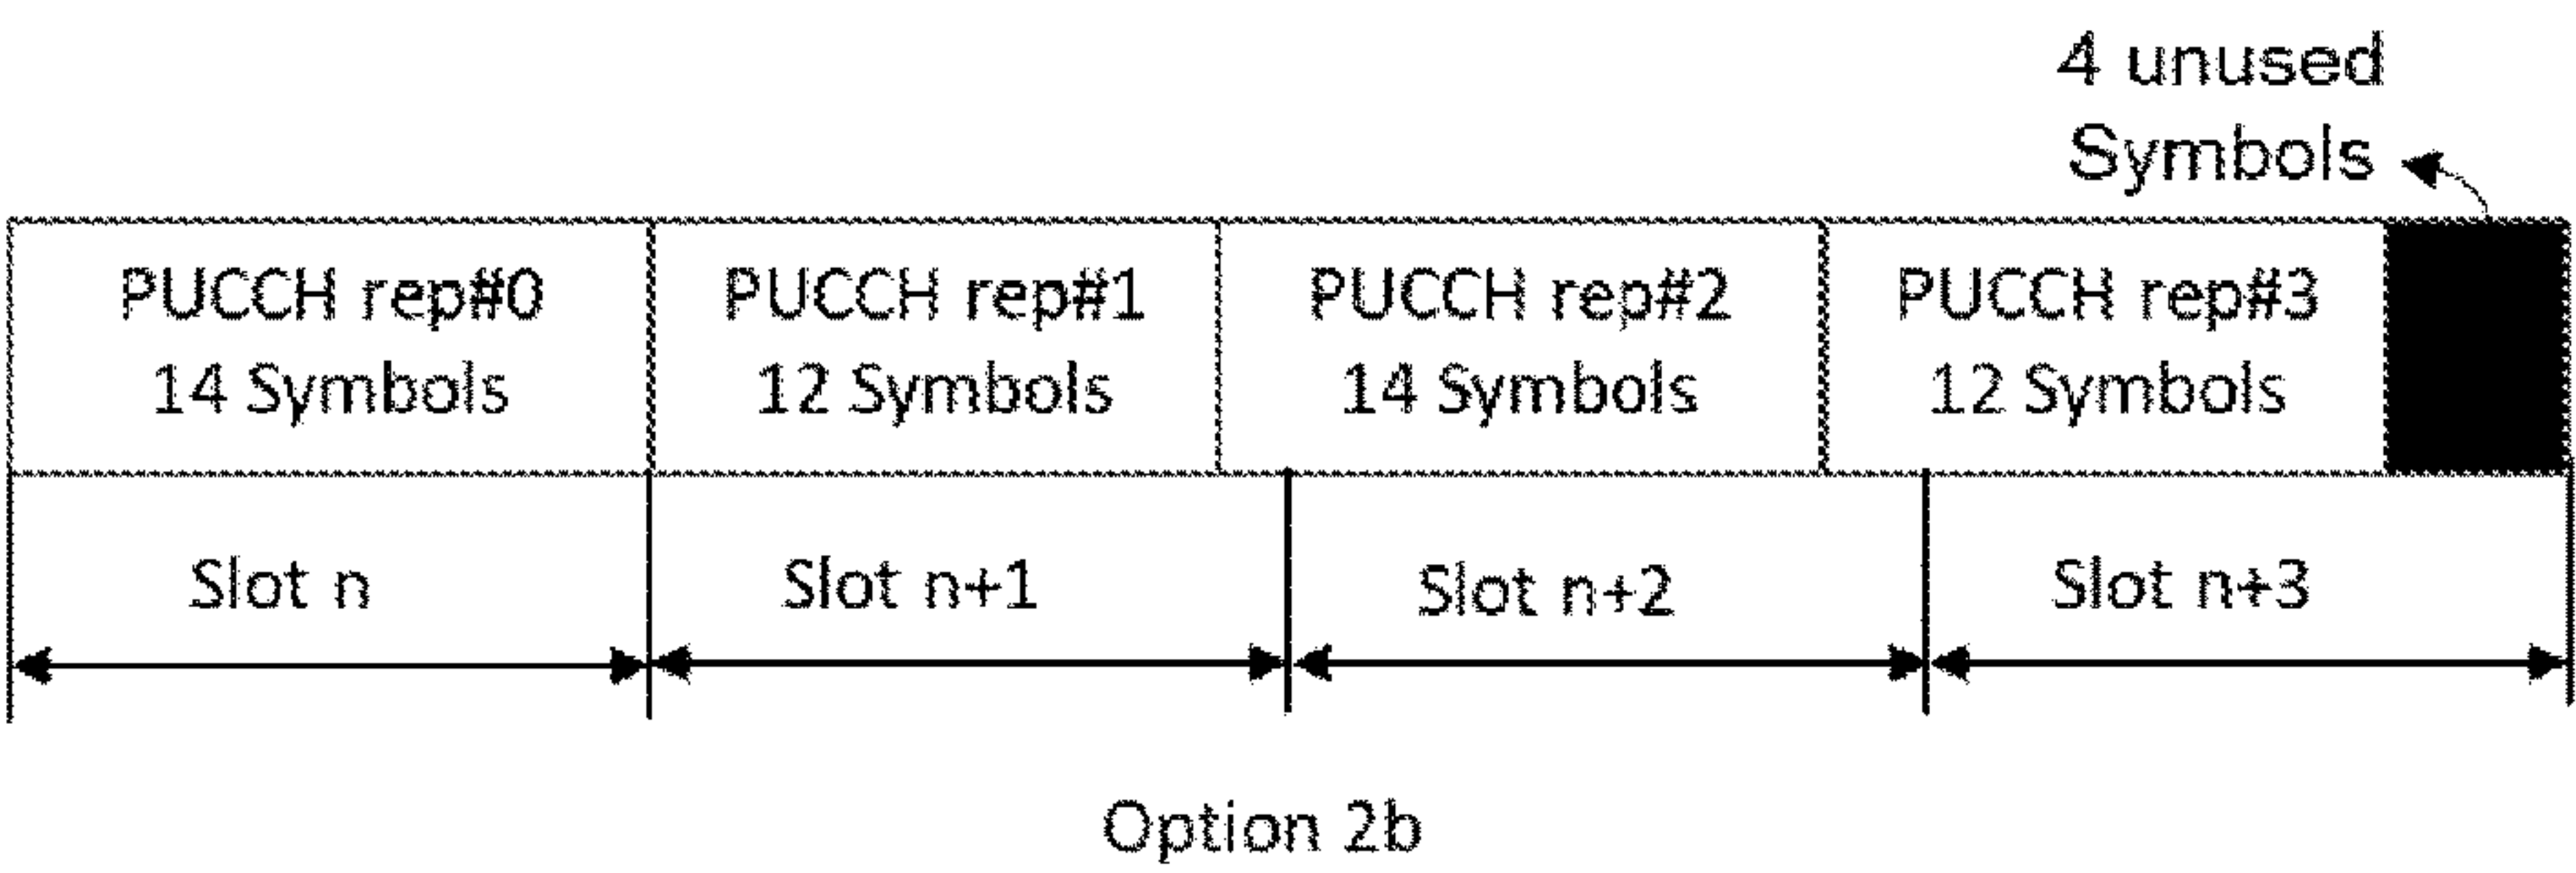 4 unused
Symbols
PUCCH rep#0
14 Symbols
PUCCH rep#1
12 Symbols
PUCCH rep#2
14 Symbols
PUCCH rep#3
12 Symbols
Slot n
Slot n+1
Slot n+2
Slot n+3
Option 2b